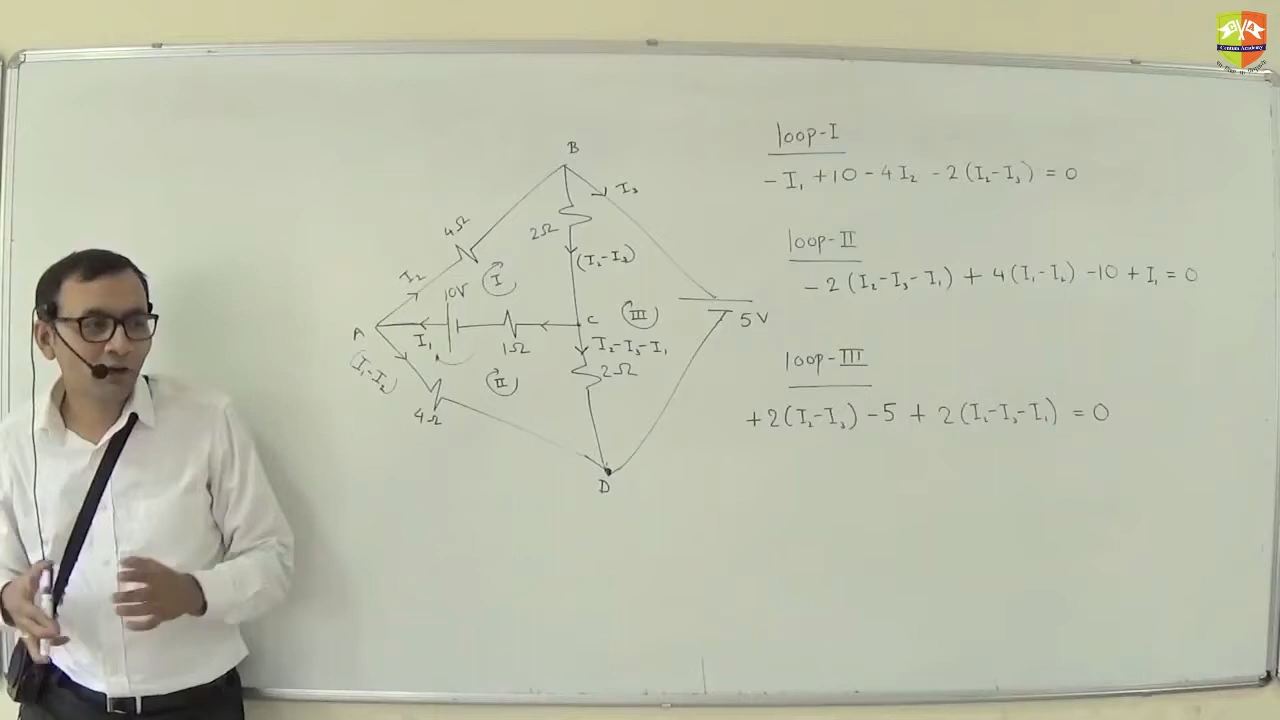 Centum Academy
loop-I
-I₁ +10 - 4I₂ - 2(I₂-I₃) = 0
loop-II
-2(I₂-I₃-I₁) + 4(I₁-I₂) -10 + I₁ = 0
loop-III
+2(I₂-I₃) -5 + 2(I₂-I₃-I₁) = 0
B
I₃
4Ω
2Ω
(I₂-I₃)
I₂
I
10V
III
A
C
5V
I₁
1Ω
I₂-I₃-I₁
(I₁-I₂)
II
2Ω
4Ω
D